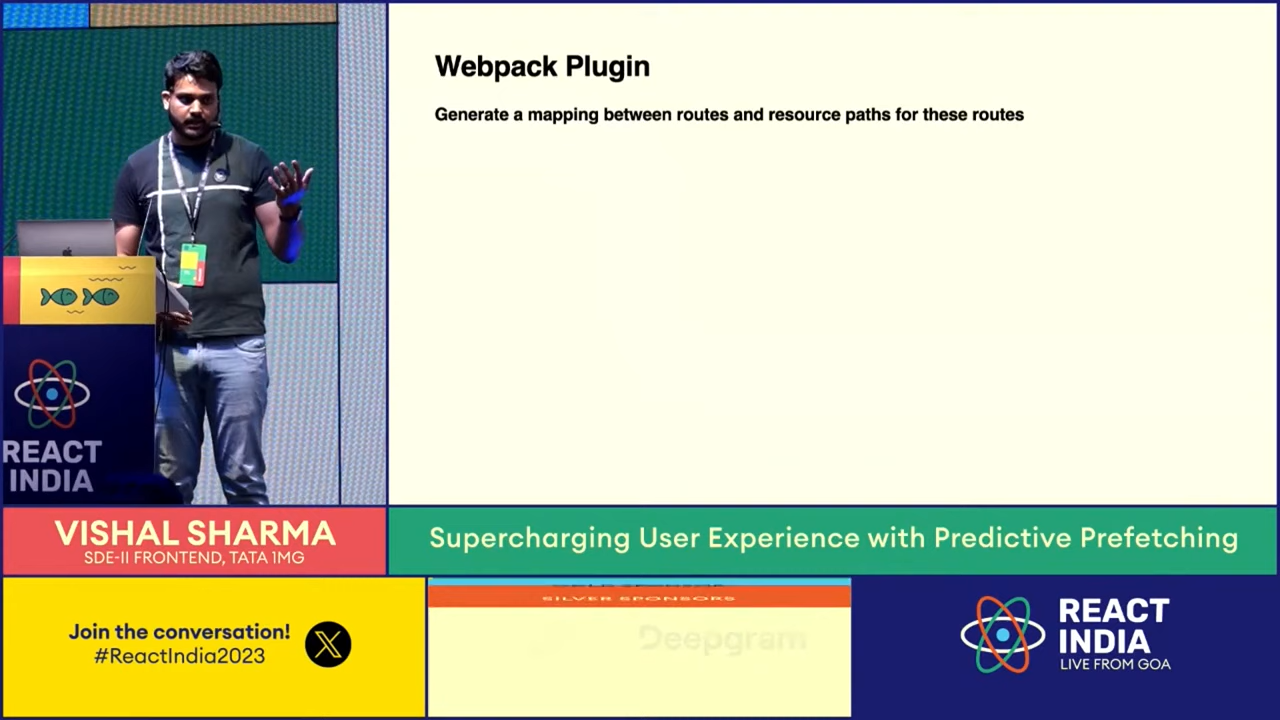 Webpack Plugin
Generate a mapping between routes and resource paths for these routes
REACT
INDIA
VISHAL SHARMA
SDE-II FRONTEND, TATA 1MG
Supercharging User Experience with Predictive Prefetching
Join the conversation!
#ReactIndia2023
SILVER SPONSORS
Deepgram
REACT
INDIA
LIVE FROM GOA